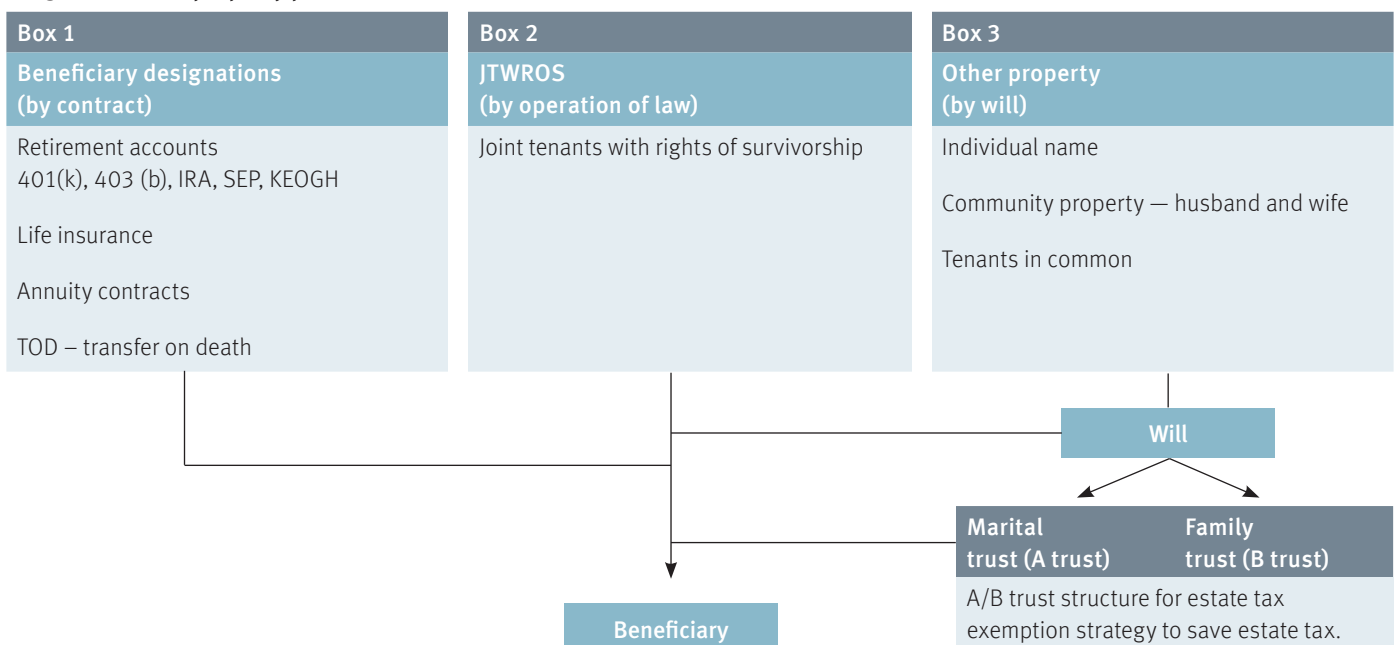 Box 1
Beneficiary designations
(by contract)
Retirement accounts
401(k), 403 (b), IRA, SEP, KEOGH
Life insurance
Annuity contracts
TOD – transfer on death
Box 2
JTWROS
(by operation of law)
Joint tenants with rights of survivorship
Box 3
Other property
(by will)
Individual name
Community property — husband and wife
Tenants in common
Will
Marital
trust (A trust)
Family
trust (B trust)
A/B trust structure for estate tax
exemption strategy to save estate tax.
Beneficiary